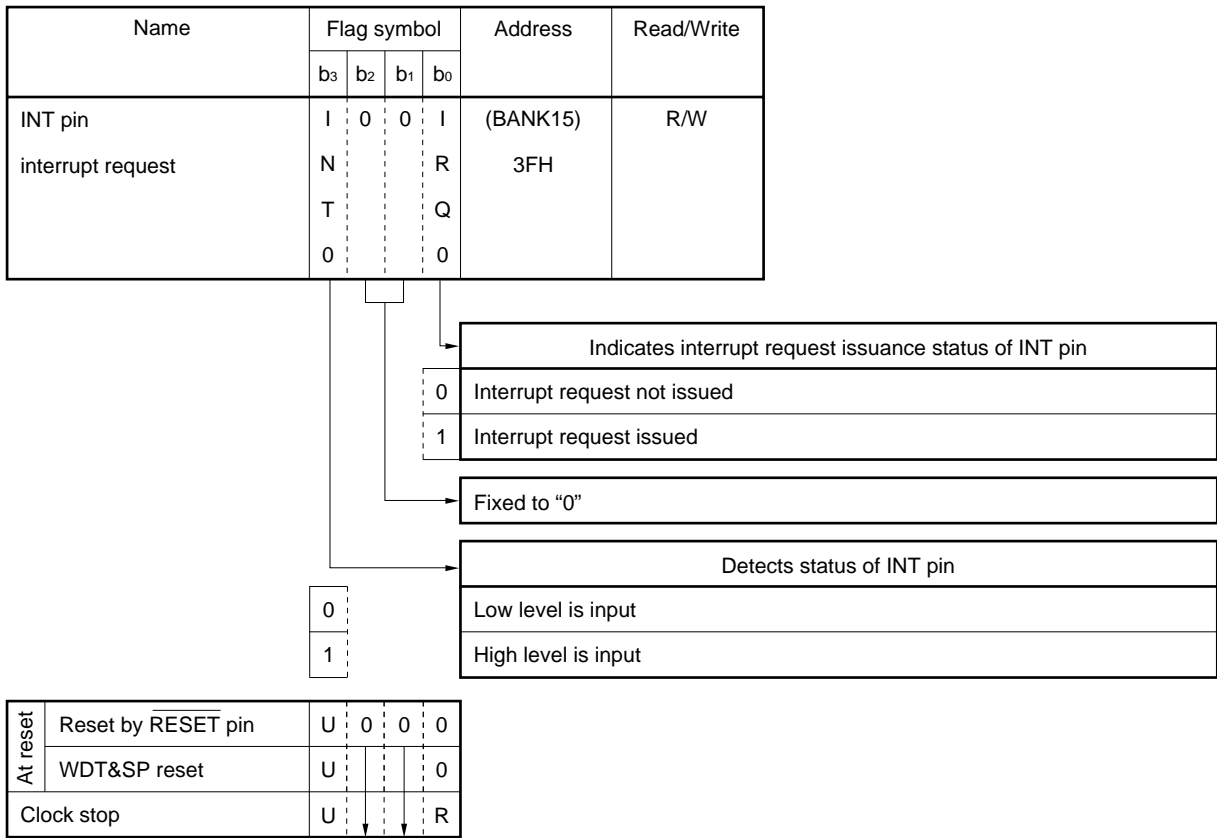 Name Flag symbol Address Read/Write
b3 b2 b1 b0
INT pin I 0 0 I (BANK15) R/W
interrupt request N R 3FH
T Q
0 0
Indicates interrupt request issuance status of INT pin
0 Interrupt request not issued
1 Interrupt request issued
Fixed to “0”
Detects status of INT pin
0 Low level is input
1 High level is input
At reset
Reset by RESET pin U 0 0 0
WDT&SP reset U 0
Clock stop U R